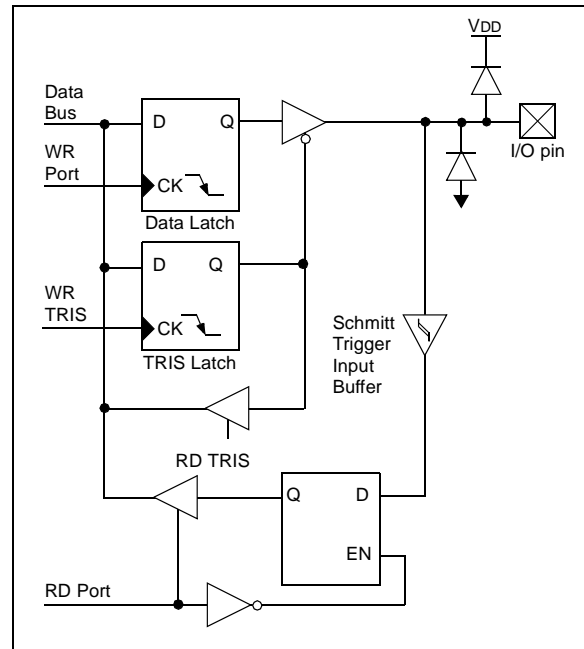 VDD
Data
Bus
D
Q
I/O pin
WR
Port
CK
Data Latch
D
Q
WR
TRIS
CK
TRIS Latch
Schmitt
Trigger
Input
Buffer
RD TRIS
Q
D
EN
RD Port